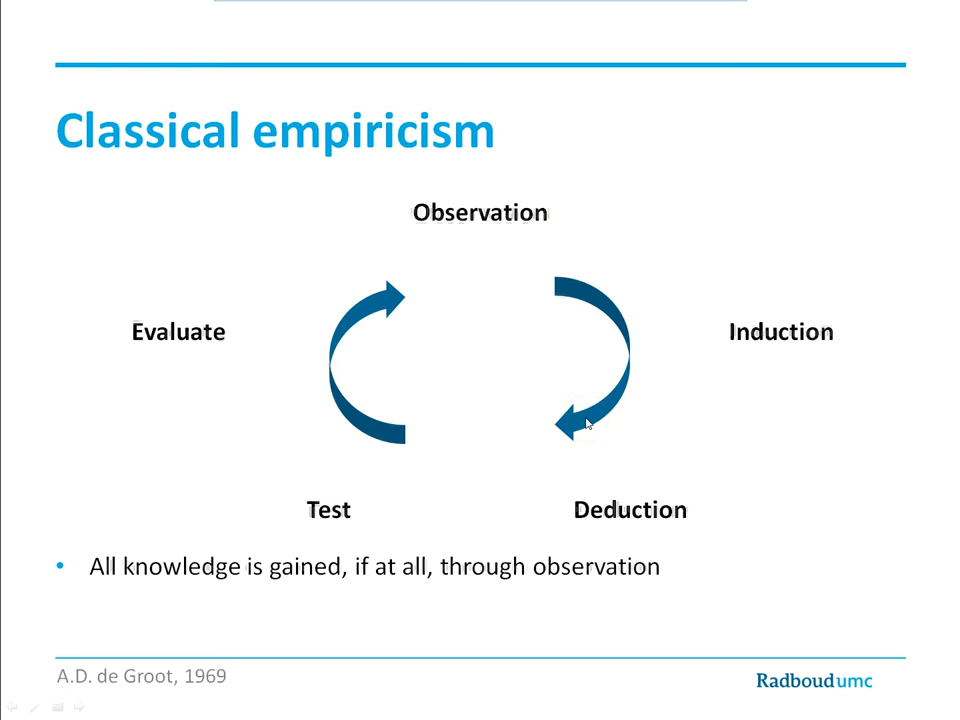 Classical empiricism
Observation
Evaluate
Induction
Test
Deduction
• All knowledge is gained, if at all, through observation
A.D. de Groot, 1969
Radboudumc